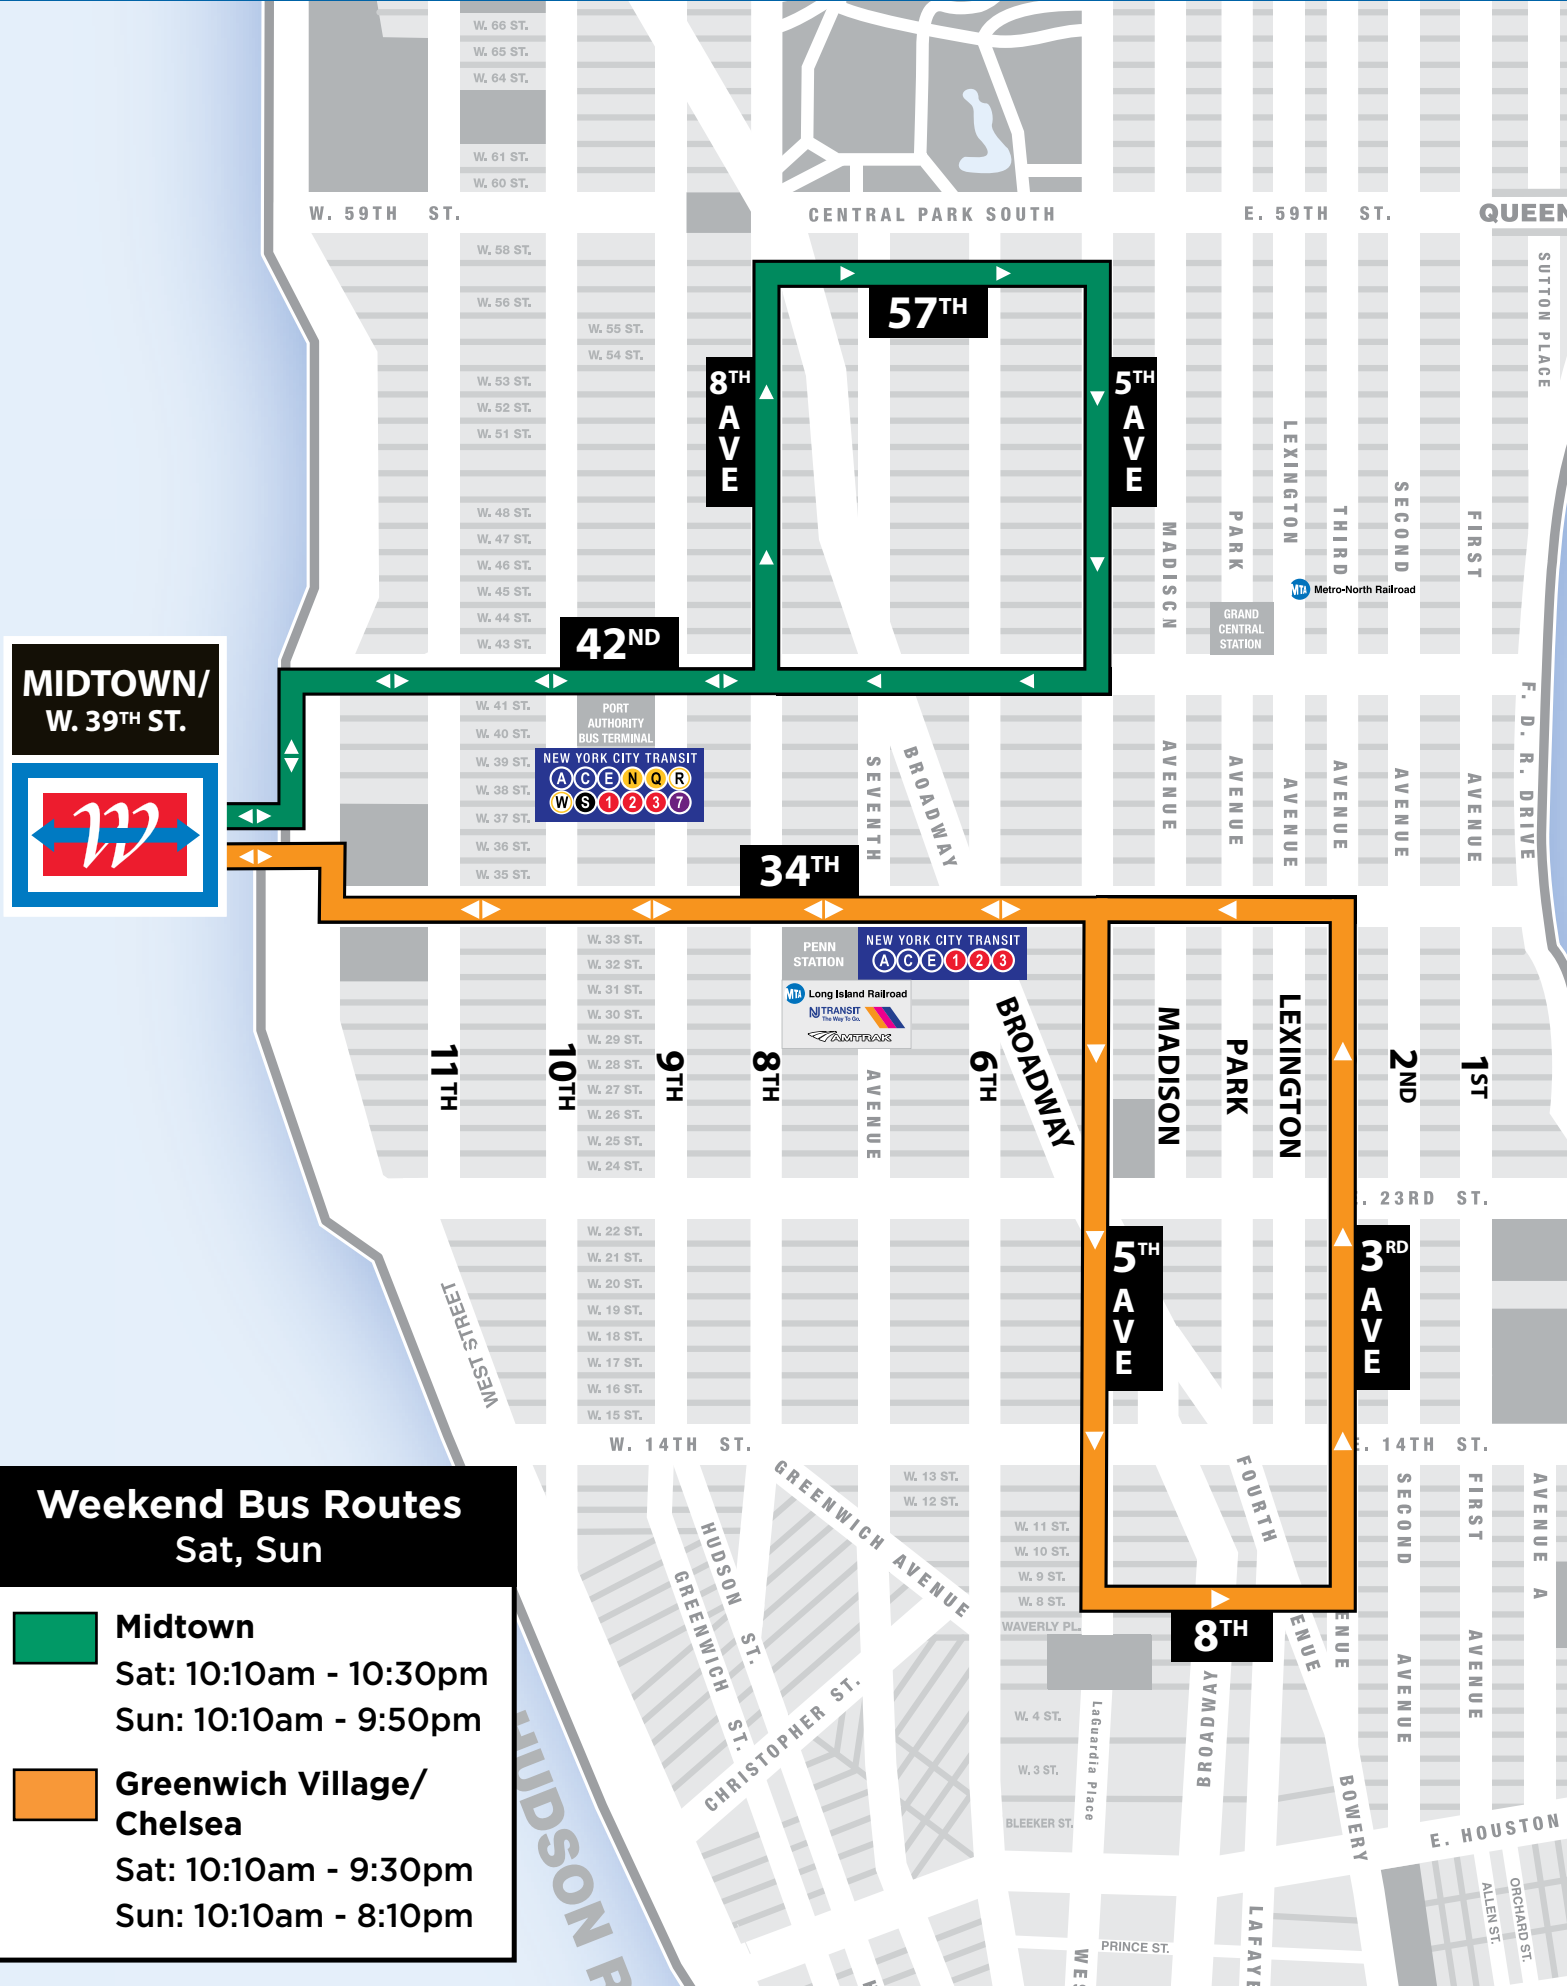 W. 66 ST.
W. 65 ST.
W. 64 ST.
W. 61 ST.
W. 60 ST.
W. 59TH ST.
CENTRAL PARK SOUTH
E. 59TH ST.
QUEEN
W. 58 ST.
W. 56 ST.
W. 55 ST.
W. 54 ST.
W. 53 ST.
W. 52 ST.
W. 51 ST.
W. 48 ST.
W. 47 ST.
W. 46 ST.
W. 45 ST.
W. 44 ST.
W. 43 ST.
57TH
8TH AVE
5TH AVE
SUTTON PLACE
MADISCN
PARK
LEXINGTON
THIRD
SECOND
FIRST
MTA Metro-North Railroad
GRAND
CENTRAL
STATION
42ND
MIDTOWN/
W. 39TH ST.
W
W. 41 ST.
W. 40 ST.
W. 39 ST.
W. 38 ST.
W. 37 ST.
W. 36 ST.
W. 35 ST.
PORT
AUTHORITY
BUS TERMINAL
NEW YORK CITY TRANSIT
A C E N Q R
W S 1 2 3 7
SEVENTH
BROADWAY
AVENUE
AVENUE
AVENUE
AVENUE
AVENUE
AVENUE
F. D. R. DRIVE
34TH
PENN
STATION
NEW YORK CITY TRANSIT
A C E 1 2 3
MTA Long Island Railroad
NJ TRANSIT
The Way To Go.
AMTRAK
W. 33 ST.
W. 32 ST.
W. 31 ST.
W. 30 ST.
W. 29 ST.
W. 28 ST.
W. 27 ST.
W. 26 ST.
W. 25 ST.
W. 24 ST.
11TH
10TH
9TH
8TH
AVENUE
6TH
BROADWAY
MADISON
PARK
LEXINGTON
2ND
1ST
. 23RD ST.
W. 22 ST.
W. 21 ST.
W. 20 ST.
W. 19 ST.
W. 18 ST.
W. 17 ST.
W. 16 ST.
W. 15 ST.
WEST STREET
5TH AVE
3RD AVE
W. 14TH ST.
E. 14TH ST.
GREENWICH AVENUE
W. 13 ST.
W. 12 ST.
W. 11 ST.
W. 10 ST.
W. 9 ST.
W. 8 ST.
WAVERLY PL.
HUDSON ST.
GREENWICH ST.
CHRISTOPHER ST.
8TH
FOURTH
ENUE
ENUE
SECOND AVENUE
FIRST AVENUE
AVENUE A
W. 4 ST.
W. 3 ST.
BLEEKER ST.
LaGuardia Place
BROADWAY
BOWERY
E. HOUSTON
ALLEN ST.
ORCHARD ST.
PRINCE ST.
WES
LAFAYE
HUDSON R
Weekend Bus Routes
Sat, Sun
Midtown
Sat: 10:10am - 10:30pm
Sun: 10:10am - 9:50pm
Greenwich Village/
Chelsea
Sat: 10:10am - 9:30pm
Sun: 10:10am - 8:10pm